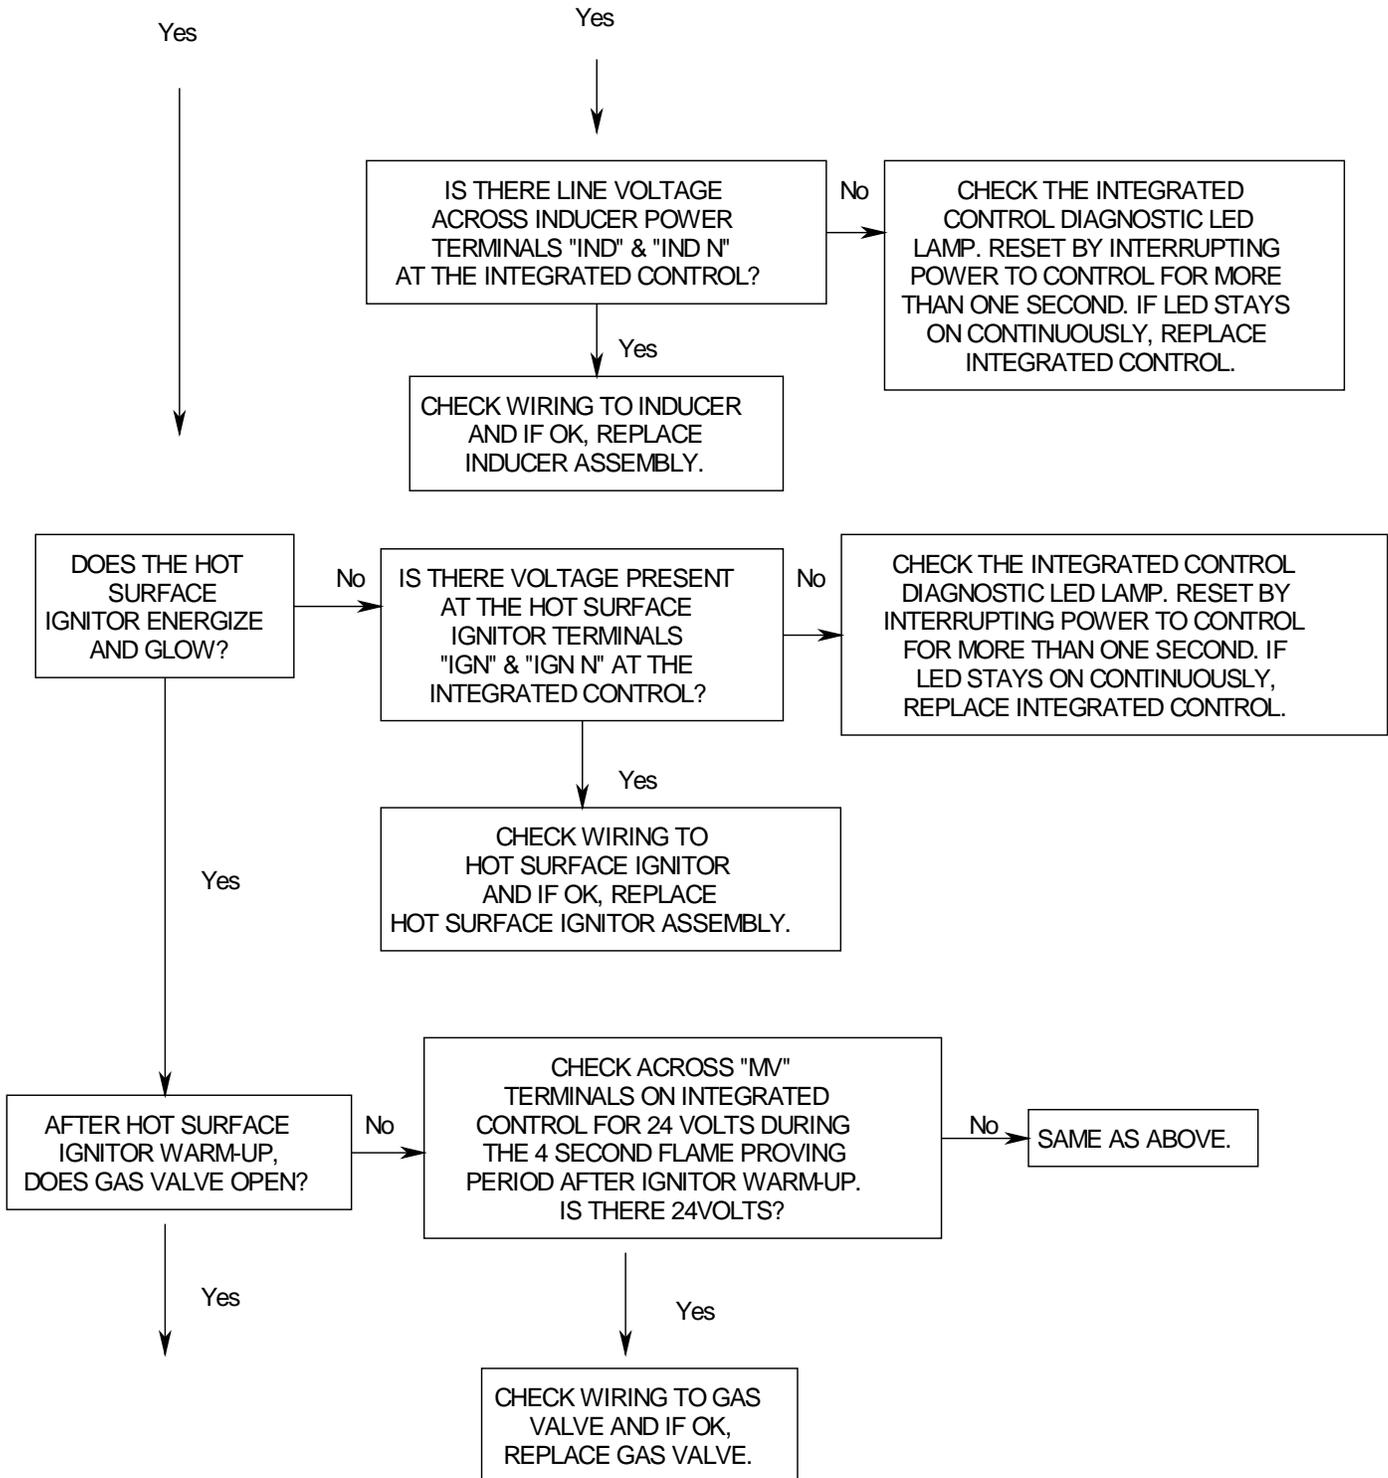 Yes
Yes
IS THERE LINE VOLTAGE
ACROSS INDUCER POWER
TERMINALS "IND" & "IND N"
AT THE INTEGRATED CONTROL?
No
CHECK THE INTEGRATED
CONTROL DIAGNOSTIC LED
LAMP. RESET BY INTERRUPTING
POWER TO CONTROL FOR MORE
THAN ONE SECOND. IF LED STAYS
ON CONTINUOUSLY, REPLACE
INTEGRATED CONTROL.
Yes
CHECK WIRING TO INDUCER
AND IF OK, REPLACE
INDUCER ASSEMBLY.
DOES THE HOT
SURFACE
IGNITOR ENERGIZE
AND GLOW?
No
IS THERE VOLTAGE PRESENT
AT THE HOT SURFACE
IGNITOR TERMINALS
"IGN" & "IGN N" AT THE
INTEGRATED CONTROL?
No
CHECK THE INTEGRATED CONTROL
DIAGNOSTIC LED LAMP. RESET BY
INTERRUPTING POWER TO CONTROL
FOR MORE THAN ONE SECOND. IF
LED STAYS ON CONTINUOUSLY,
REPLACE INTEGRATED CONTROL.
Yes
CHECK WIRING TO
HOT SURFACE IGNITOR
AND IF OK, REPLACE
HOT SURFACE IGNITOR ASSEMBLY.
Yes
AFTER HOT SURFACE
IGNITOR WARM-UP,
DOES GAS VALVE OPEN?
No
CHECK ACROSS "MV"
TERMINALS ON INTEGRATED
CONTROL FOR 24 VOLTS DURING
THE 4 SECOND FLAME PROVING
PERIOD AFTER IGNITOR WARM-UP.
IS THERE 24VOLTS?
No
SAME AS ABOVE.
Yes
Yes
CHECK WIRING TO GAS
VALVE AND IF OK,
REPLACE GAS VALVE.